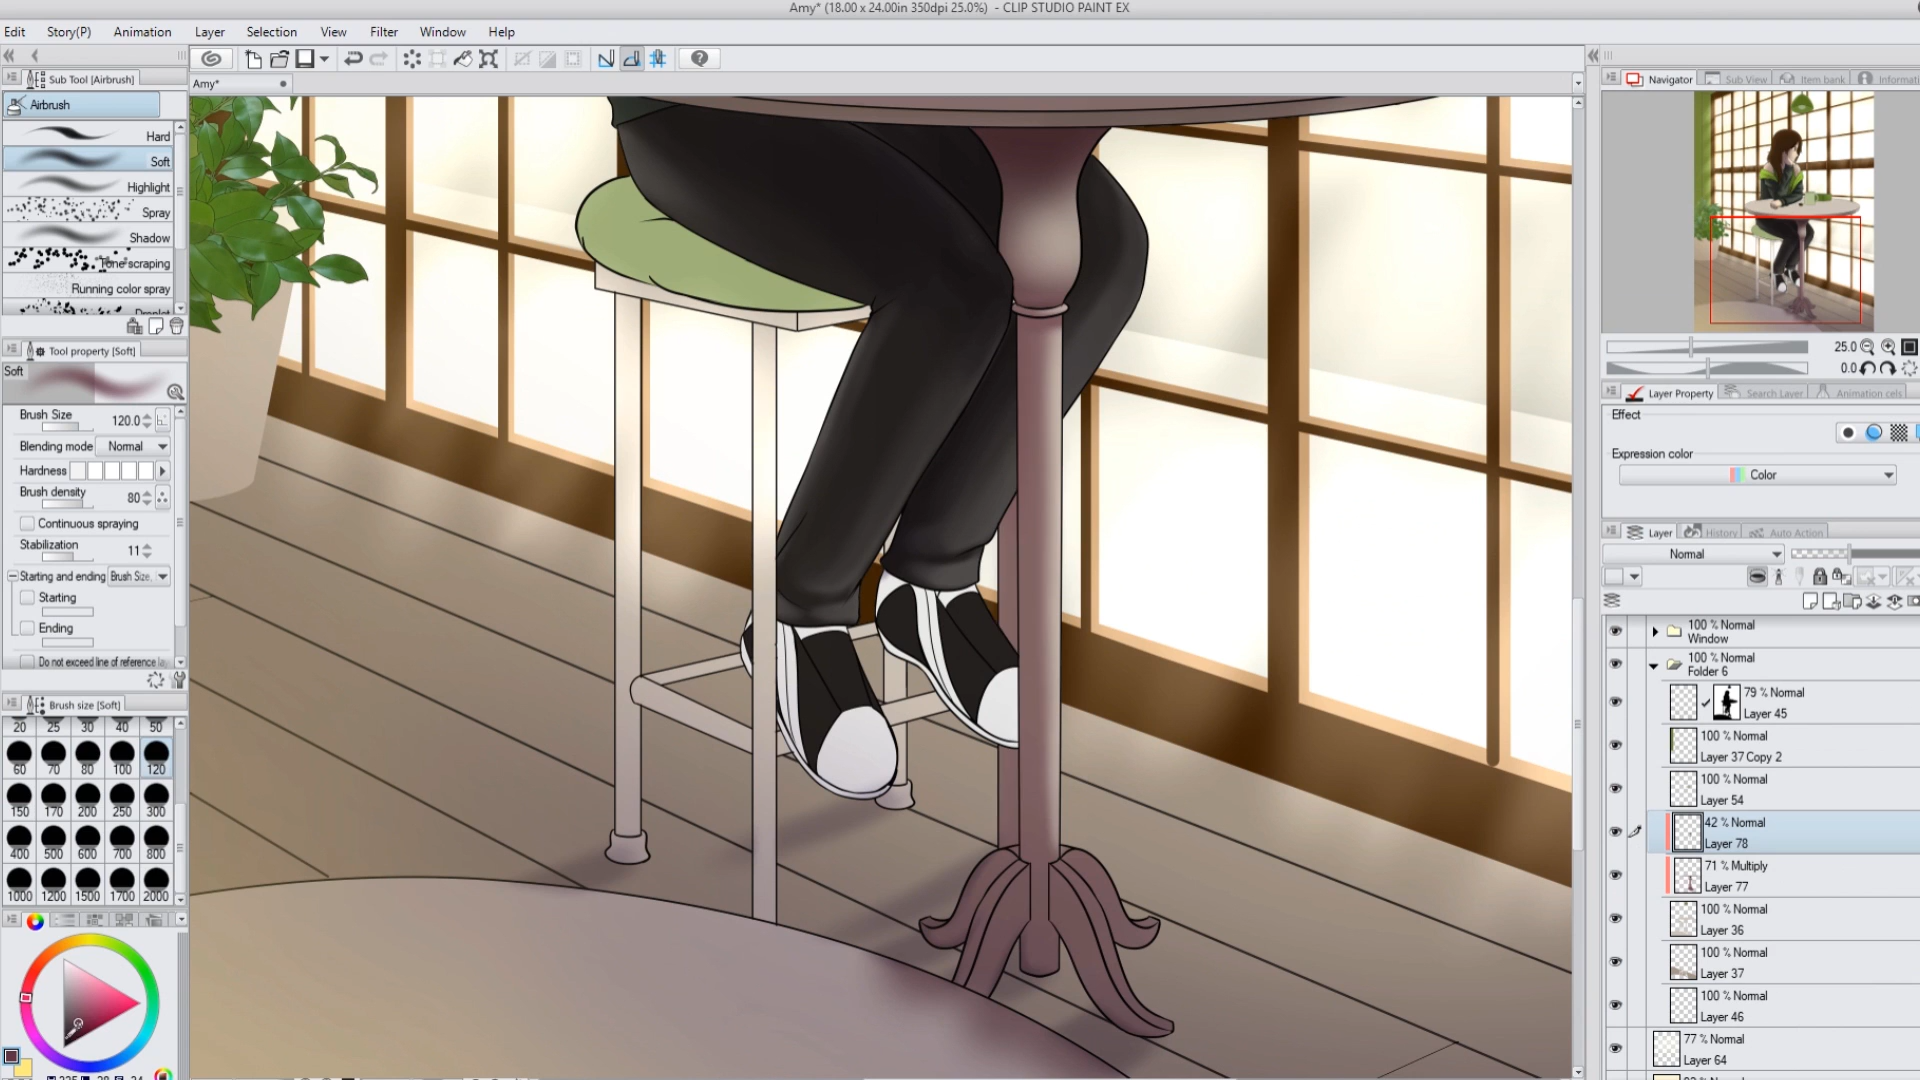 Amy* (18.00 x 24.00in 350dpi 25.0%) - CLIP STUDIO PAINT EX
Edit Story(P) Animation Layer Selection View Filter Window Help
Sub Tool [Airbrush]
Amy*
Airbrush
Hard
Soft
Highlight
Spray
Shadow
Tone scraping
Running color spray
Droplet
Tool property [Soft]
Soft
Brush Size 120.0
Blending mode Normal
Hardness
Brush density 80
Continuous spraying
Stabilization 11
Starting and ending Brush Size,
Starting
Ending
Do not exceed line of reference
Brush size [Soft]
20 25 30 40 50
60 70 80 100 120
150 170 200 250 300
400 500 600 700 800
1000 1200 1500 1700 2000
Navigator Sub View Item bank Informati
25.0
0.0
Layer Property Search Layer Animation cels
Effect
Expression color
Color
Layer History Auto Action
Normal
100 % Normal
Window
100 % Normal
Folder 6
79 % Normal
Layer 45
100 % Normal
Layer 37 Copy 2
100 % Normal
Layer 54
42 % Normal
Layer 78
71 % Multiply
Layer 77
100 % Normal
Layer 36
100 % Normal
Layer 37
100 % Normal
Layer 46
77 % Normal
Layer 64